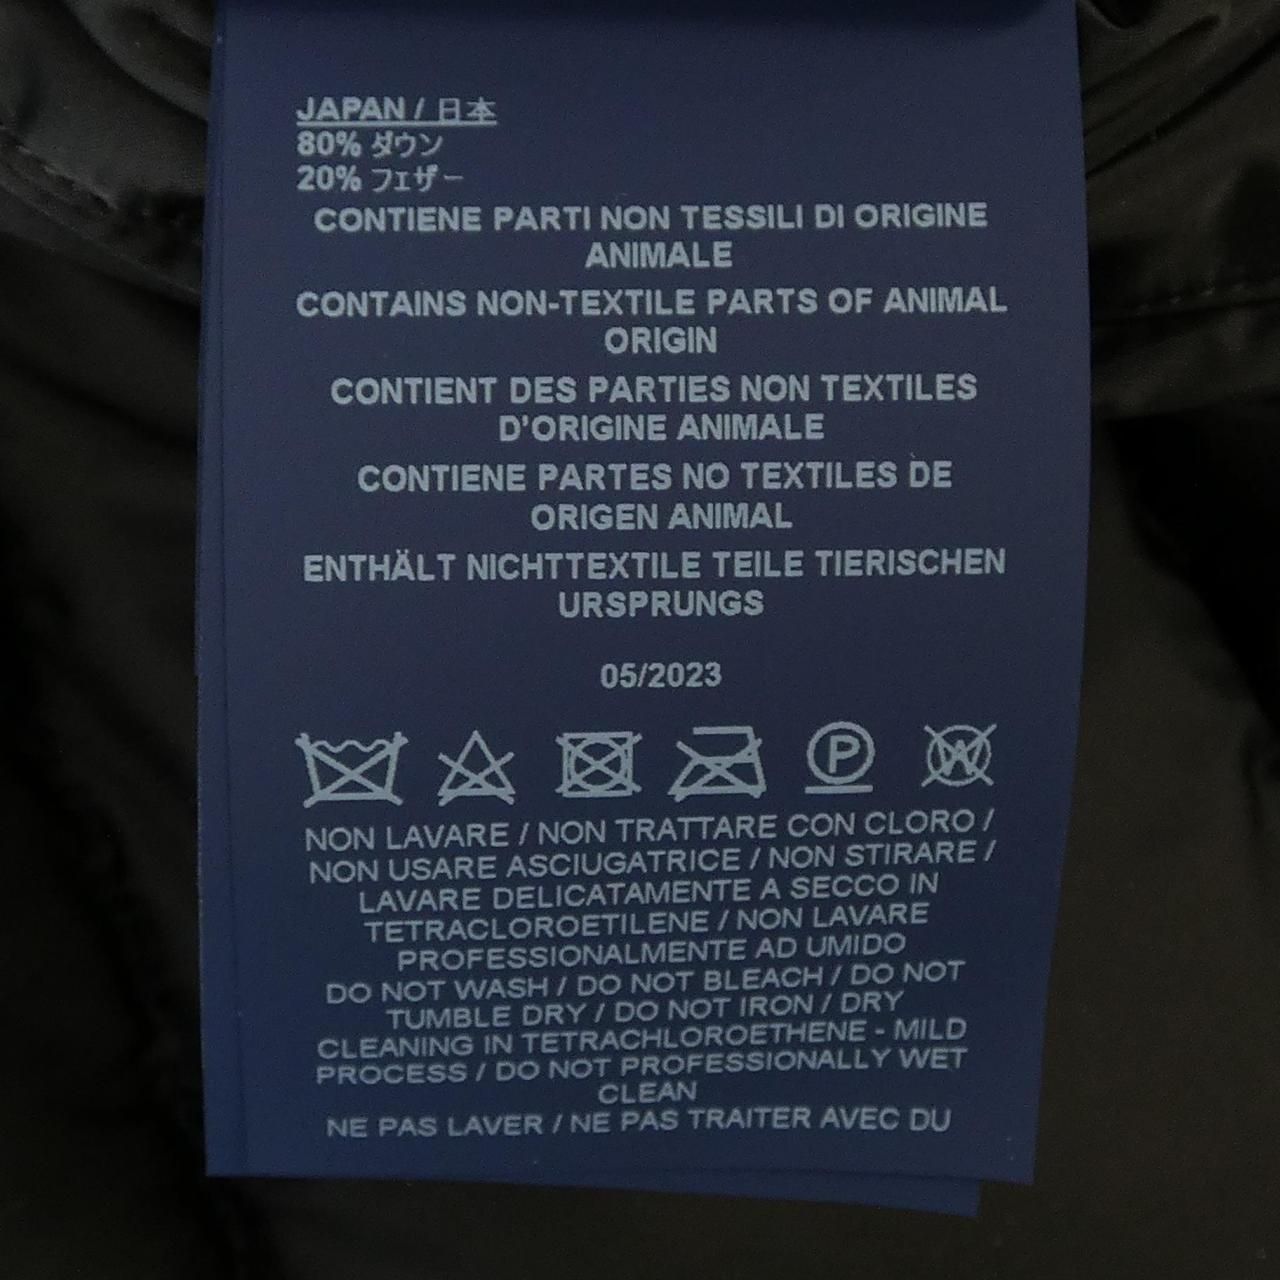 JAPAN / 日本
80% ダウン
20% フェザー
CONTIENE PARTI NON TESSILI DI ORIGINE
ANIMALE
CONTAINS NON-TEXTILE PARTS OF ANIMAL
ORIGIN
CONTIENT DES PARTIES NON TEXTILES
D'ORIGINE ANIMALE
CONTIENE PARTES NO TEXTILES DE
ORIGEN ANIMAL
ENTHÄLT NICHTTEXTILE TEILE TIERISCHEN
URSPRUNGS
05/2023
P W
NON LAVARE / NON TRATTARE CON CLORO /
NON USARE ASCIUGATRICE / NON STIRARE /
LAVARE DELICATAMENTE A SECCO IN
TETRACLOROETILENE / NON LAVARE
PROFESSIONALMENTE AD UMIDO
DO NOT WASH / DO NOT BLEACH / DO NOT
TUMBLE DRY / DO NOT IRON / DRY
CLEANING IN TETRACHLOROETHENE - MILD
PROCESS / DO NOT PROFESSIONALLY WET
CLEAN
NE PAS LAVER / NE PAS TRAITER AVEC DU